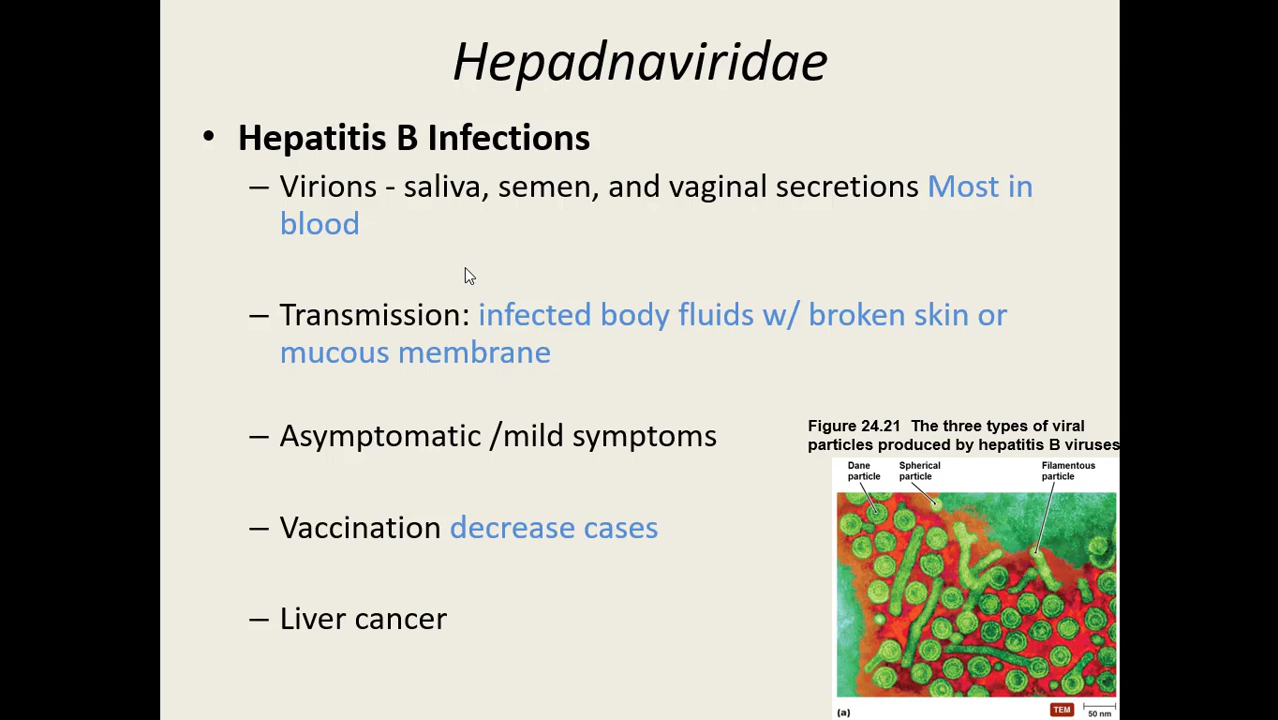 Hepadnaviridae
• Hepatitis B Infections
– Virions - saliva, semen, and vaginal secretions Most in
blood
– Transmission: infected body fluids w/ broken skin or
mucous membrane
– Asymptomatic /mild symptoms
– Vaccination decrease cases
– Liver cancer
Figure 24.21 The three types of viral
particles produced by hepatitis B viruses
Dane
particle
Spherical
particle
Filamentous
particle
(a)
TEM
50 nm